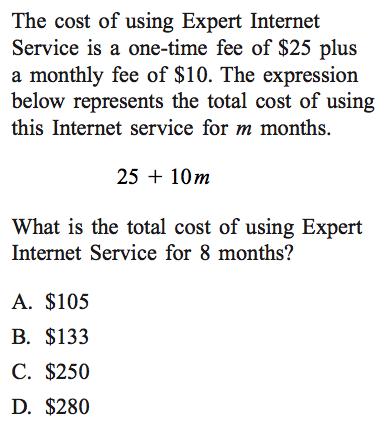 The cost of using Expert Internet
Service is a one-time fee of $25 plus
a monthly fee of $10. The expression
below represents the total cost of using
this Internet service for m months.
25 + 10m
What is the total cost of using Expert
Internet Service for 8 months?
A. $105
B. $133
C. $250
D. $280